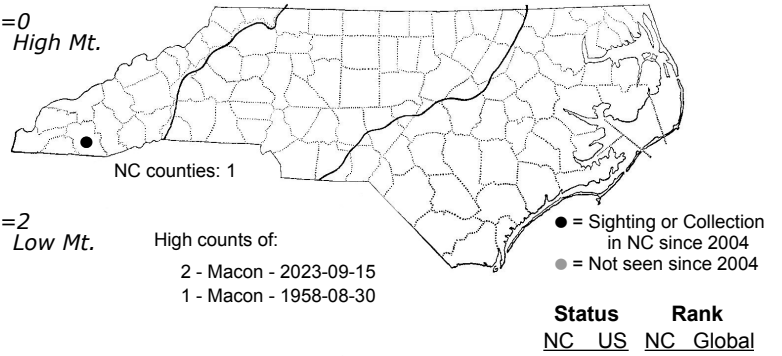 =0
High Mt.
NC counties: 1
=2
Low Mt.
High counts of:
2 - Macon - 2023-09-15
1 - Macon - 1958-08-30
● = Sighting or Collection
in NC since 2004
● = Not seen since 2004
Status Rank
NC US NC Global